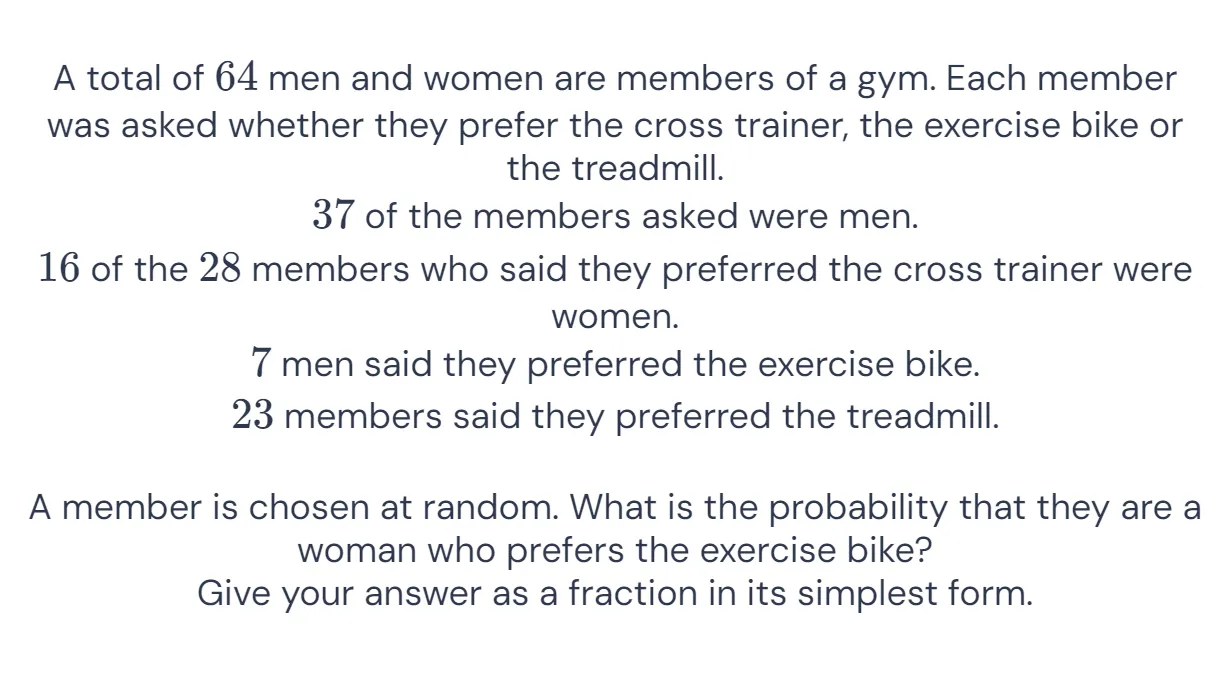 A total of 64 men and women are members of a gym. Each member
was asked whether they prefer the cross trainer, the exercise bike or
the treadmill.
37 of the members asked were men.
16 of the 28 members who said they preferred the cross trainer were
women.
7 men said they preferred the exercise bike.
23 members said they preferred the treadmill.
A member is chosen at random. What is the probability that they are a
woman who prefers the exercise bike?
Give your answer as a fraction in its simplest form.